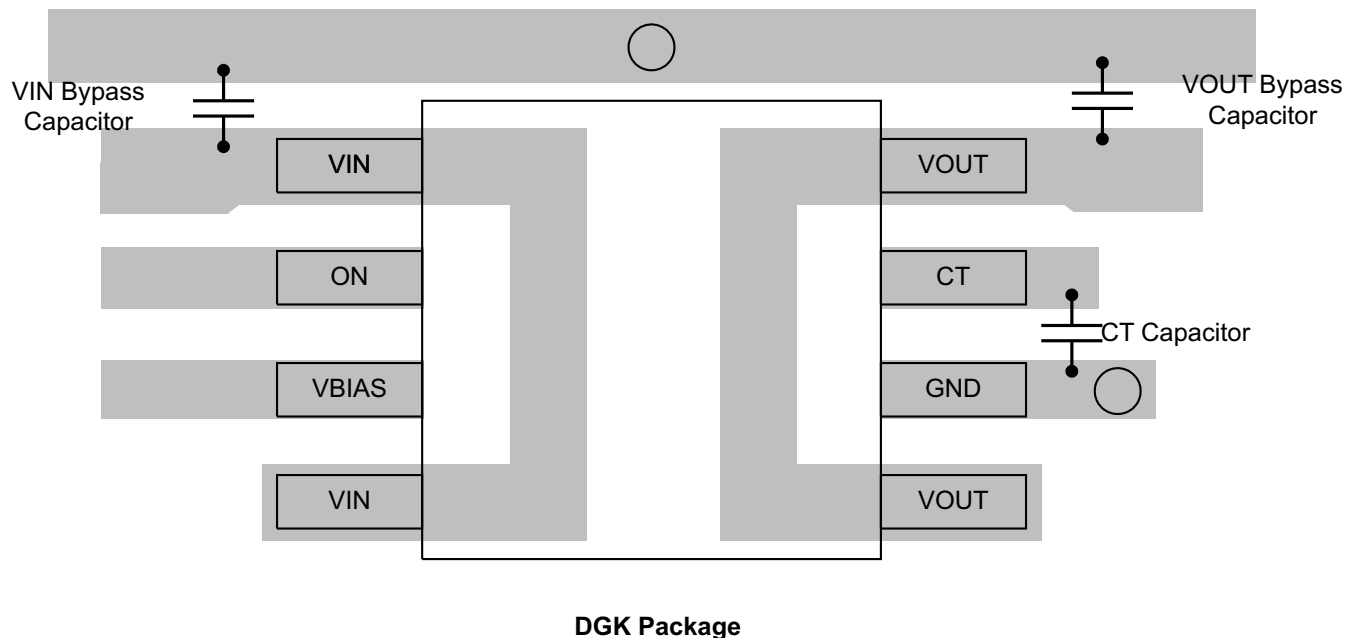 VIN Bypass
Capacitor
VOUT Bypass
Capacitor
VIN
VOUT
ON
CT
CT Capacitor
VBIAS
GND
VIN
VOUT
DGK Package